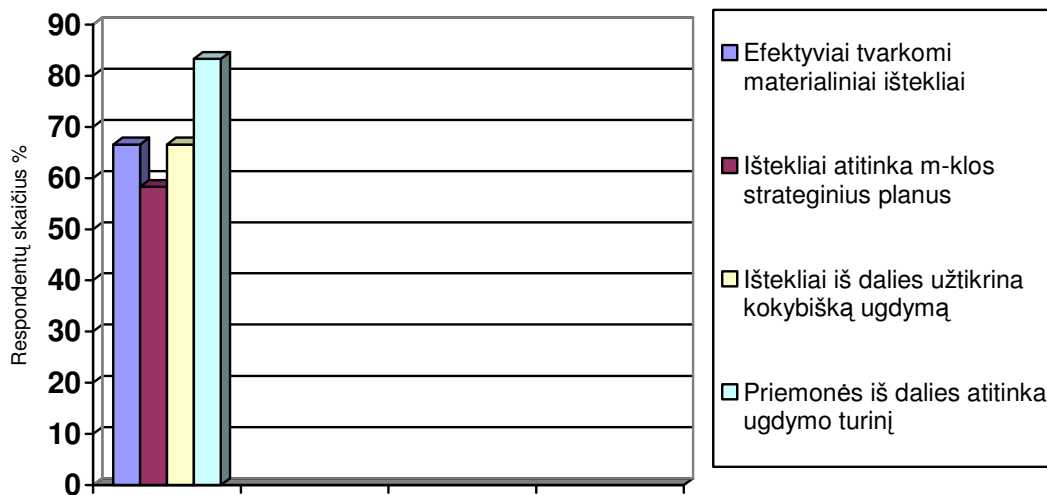 90
80
70
60
50
40
30
20
10
0
Respondentų skaičius %
Efektyviai tvarkomi
materialiniai ištekliai
Ištekliai atitinka m-klos
strateginius planus
Ištekliai iš dalies užtikrina
kokybišką ugdymą
Priemonės iš dalies atitinka
ugdymo turinį